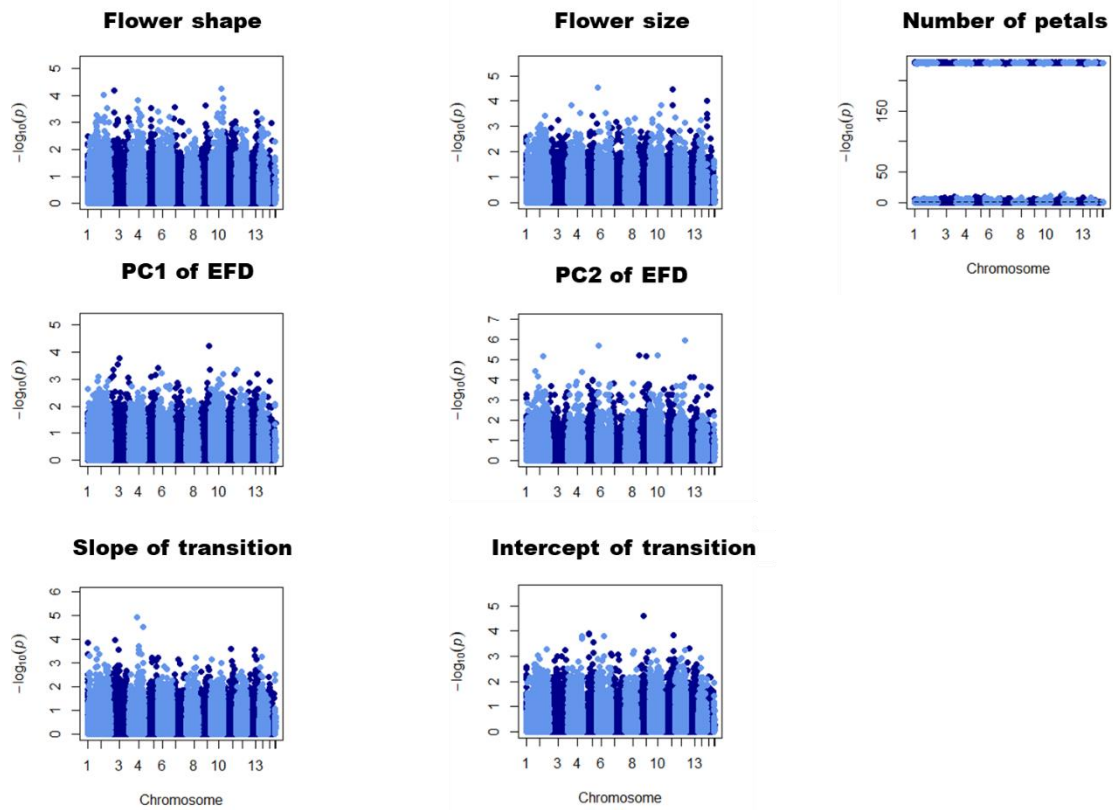 Flower shape
Flower size
Number of petals
5
4
3
2
1
0
−log10(p)
1 3 4 6 8 10 13
5
4
3
2
1
0
−log10(p)
1 3 4 6 8 10 13
150
50
0
−log10(p)
1 3 4 6 8 10 13
Chromosome
PC1 of EFD
PC2 of EFD
5
4
3
2
1
0
−log10(p)
1 3 4 6 8 10 13
7
6
5
4
3
2
1
0
−log10(p)
1 3 4 6 8 10 13
Slope of transition
Intercept of transition
6
5
4
3
2
1
0
−log10(p)
1 3 4 6 8 10 13
Chromosome
5
4
3
2
1
0
−log10(p)
1 3 4 6 8 10 13
Chromosome